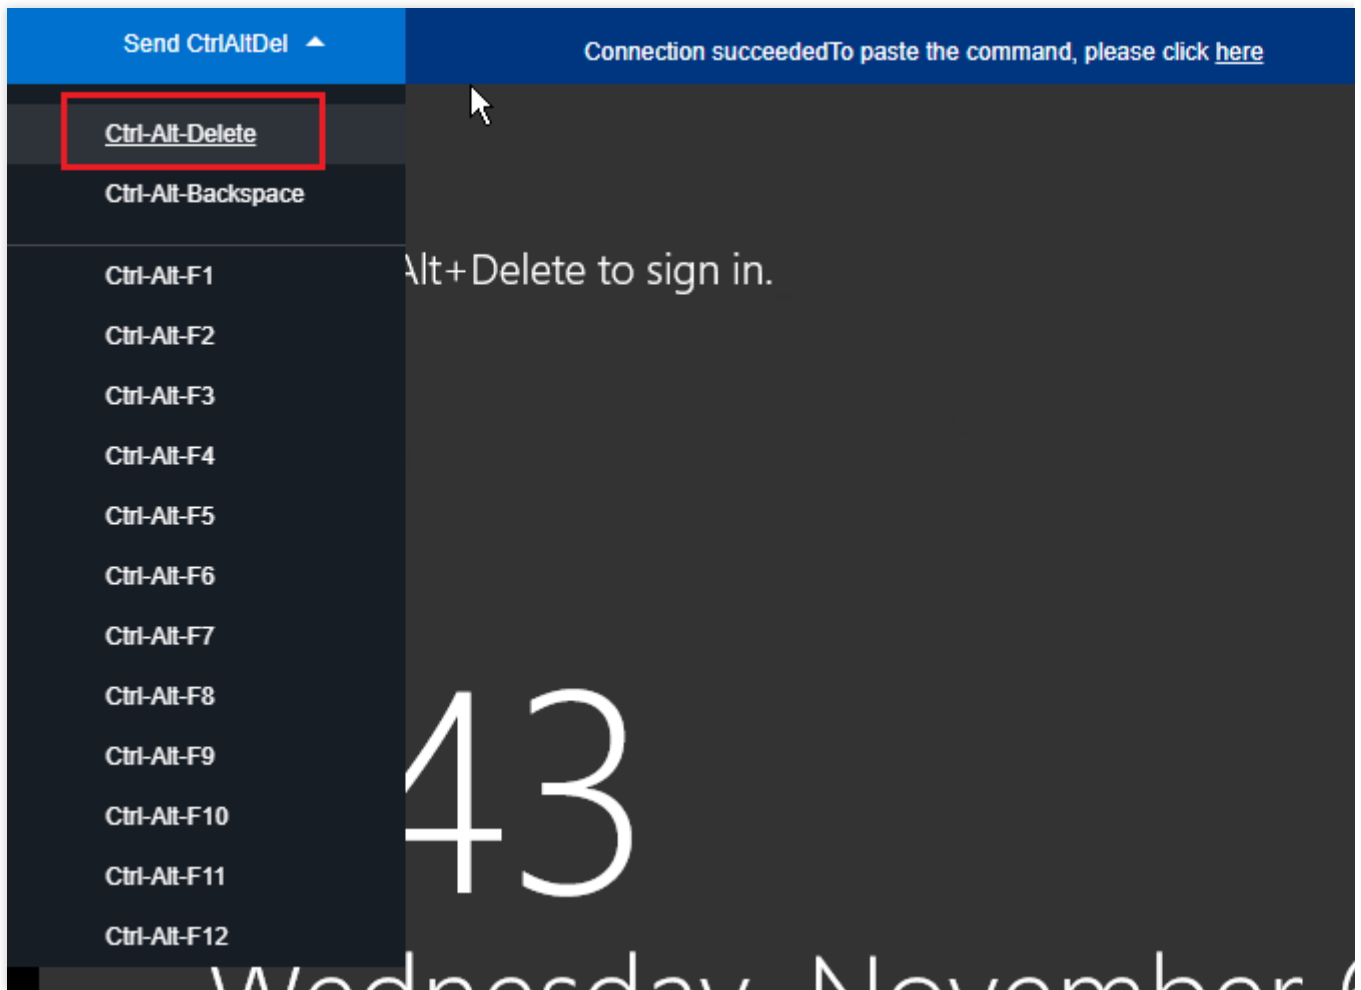 Send CtrlAltDel
Connection succeededTo paste the command, please click here
Ctrl-Alt-Delete
Ctrl-Alt-Backspace
Alt+Delete to sign in.
Ctrl-Alt-F1
Ctrl-Alt-F2
Ctrl-Alt-F3
Ctrl-Alt-F4
Ctrl-Alt-F5
Ctrl-Alt-F6
Ctrl-Alt-F7
Ctrl-Alt-F8
Ctrl-Alt-F9
Ctrl-Alt-F10
Ctrl-Alt-F11
Ctrl-Alt-F12
43
Wednesday, November